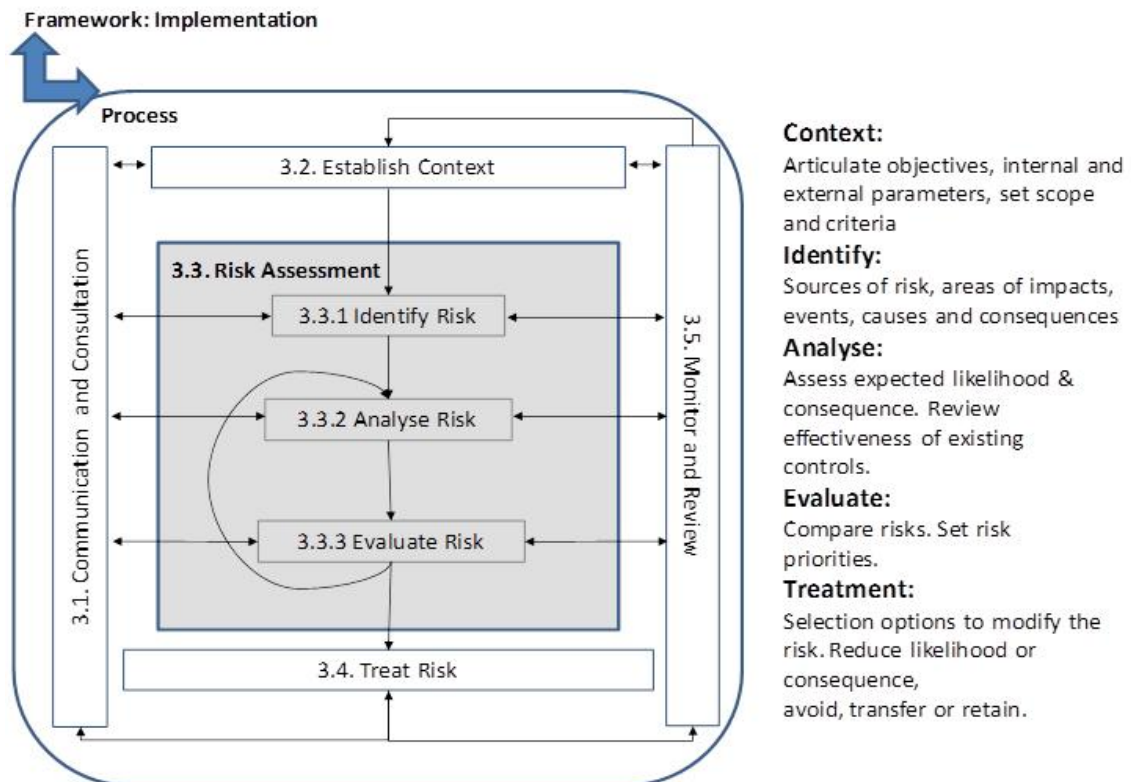 Framework: Implementation
Process
3.1. Communication and Consultation
3.2. Establish Context
3.3. Risk Assessment
3.3.1 Identify Risk
3.3.2 Analyse Risk
3.3.3 Evaluate Risk
3.4. Treat Risk
3.5. Monitor and Review
Context:
Articulate objectives, internal and
external parameters, set scope
and criteria
Identify:
Sources of risk, areas of impacts,
events, causes and consequences
Analyse:
Assess expected likelihood &
consequence. Review
effectiveness of existing
controls.
Evaluate:
Compare risks. Set risk
priorities.
Treatment:
Selection options to modify the
risk. Reduce likelihood or
consequence,
avoid, transfer or retain.